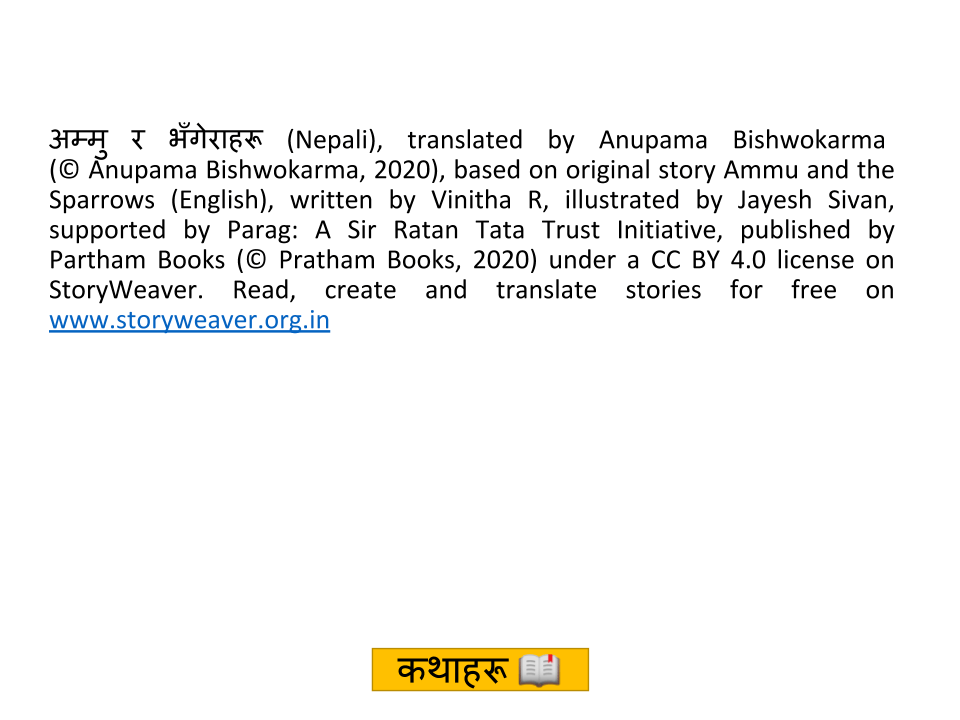 अम्मु र भँगेराहरू (Nepali), translated by Anupama Bishwokarma
(© Anupama Bishwokarma, 2020), based on original story Ammu and the
Sparrows (English), written by Vinitha R, illustrated by Jayesh Sivan,
supported by Parag: A Sir Ratan Tata Trust Initiative, published by
Partham Books (© Pratham Books, 2020) under a CC BY 4.0 license on
StoryWeaver. Read, create and translate stories for free on
www.storyweaver.org.in
कथाहरू 📖